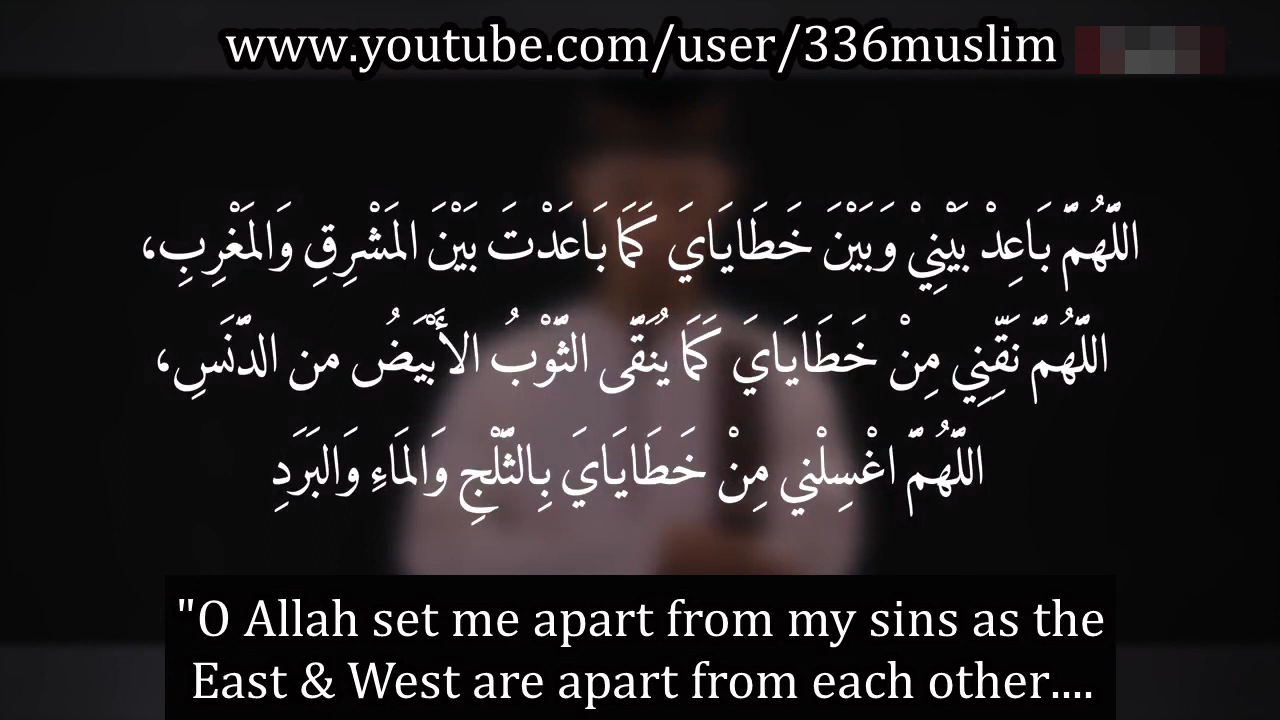 www.youtube.com/user/336muslim
اللَّهُمَّ بَاعِدْ بَيْنِيْ وَبَيْنَ خَطَايَايَ كَمَا بَاعَدْتَ بَيْنَ المَشْرِقِ وَالمَغْرِبِ،
اللَّهُمَّ نَقِّنِي مِنْ خَطَايَايَ كَمَا يُنَقَّى الثَّوْبُ الأَبْيَضُ من الدَّنَسِ،
اللَّهُمَّ اغْسِلْنِي مِنْ خَطَايَايَ بِالثَّلْجِ وَالمَاءِ وَالبَرَدِ
"O Allah set me apart from my sins as the
East & West are apart from each other....